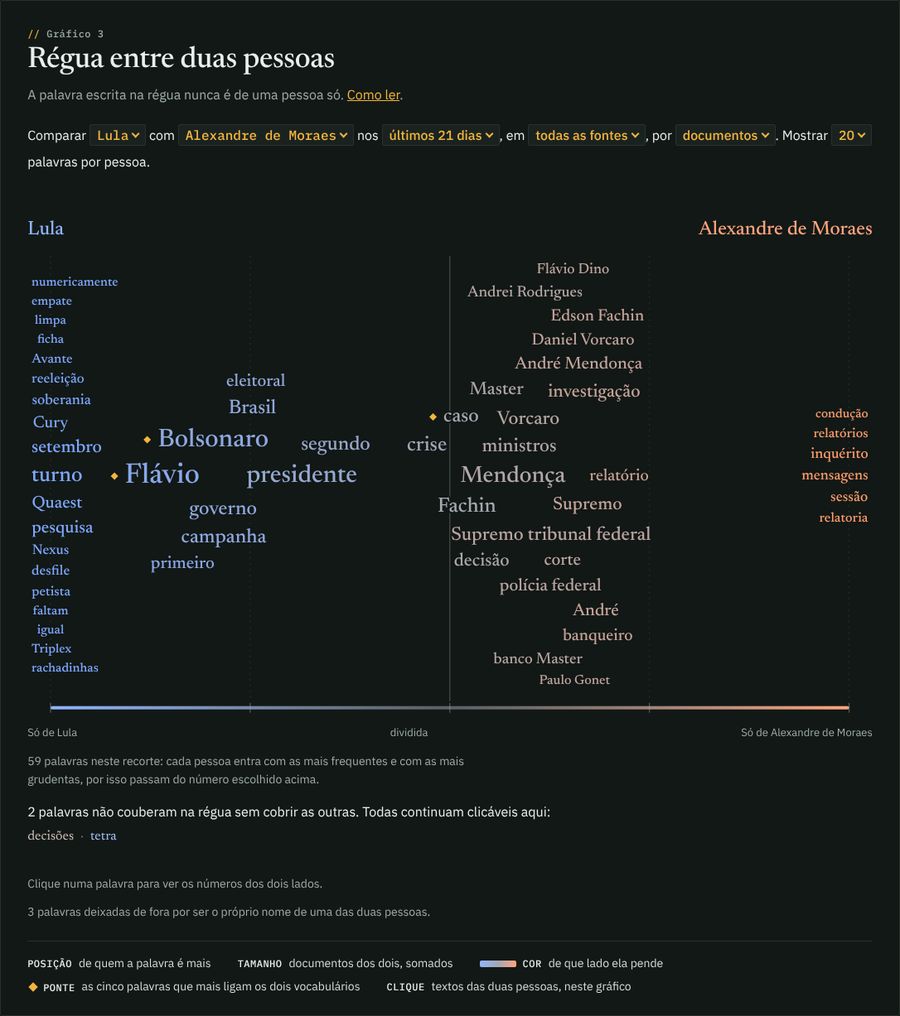 // Gráfico 3
Régua entre duas pessoas
A palavra escrita na régua nunca é de uma pessoa só. Como ler.
Comparar Lula com Alexandre de Moraes nos últimos 21 dias, em todas as fontes, por documentos. Mostrar 20
palavras por pessoa.
Lula Alexandre de Moraes
Flávio Dino
numericamente
Andrei Rodrigues
empate
limpa
Edson Fachin
ficha
Daniel Vorcaro
Avante
André Mendonça
reeleição
eleitoral
Master investigação
soberania
Brasil
caso Vorcaro
condução
Cury
relatórios
Bolsonaro segundo crise ministros
setembro
inquérito
turno Flávio presidente Mendonça relatório mensagens
sessão
Quaest governo Fachin Supremo
relatoria
pesquisa campanha Supremo tribunal federal
Nexus
primeiro decisão corte
desfile
polícia federal
petista
faltam
André
igual
banqueiro
Triplex
banco Master
rachadinhas
Paulo Gonet
Só de Lula dividida Só de Alexandre de Moraes
59 palavras neste recorte: cada pessoa entra com as mais frequentes e com as mais
grudentas, por isso passam do número escolhido acima.
2 palavras não couberam na régua sem cobrir as outras. Todas continuam clicáveis aqui:
decisões · tetra
Clique numa palavra para ver os números dos dois lados.
3 palavras deixadas de fora por ser o próprio nome de uma das duas pessoas.
POSIÇÃO de quem a palavra é mais TAMANHO documentos dos dois, somados COR de que lado ela pende
PONTE as cinco palavras que mais ligam os dois vocabulários CLIQUE textos das duas pessoas, neste gráfico